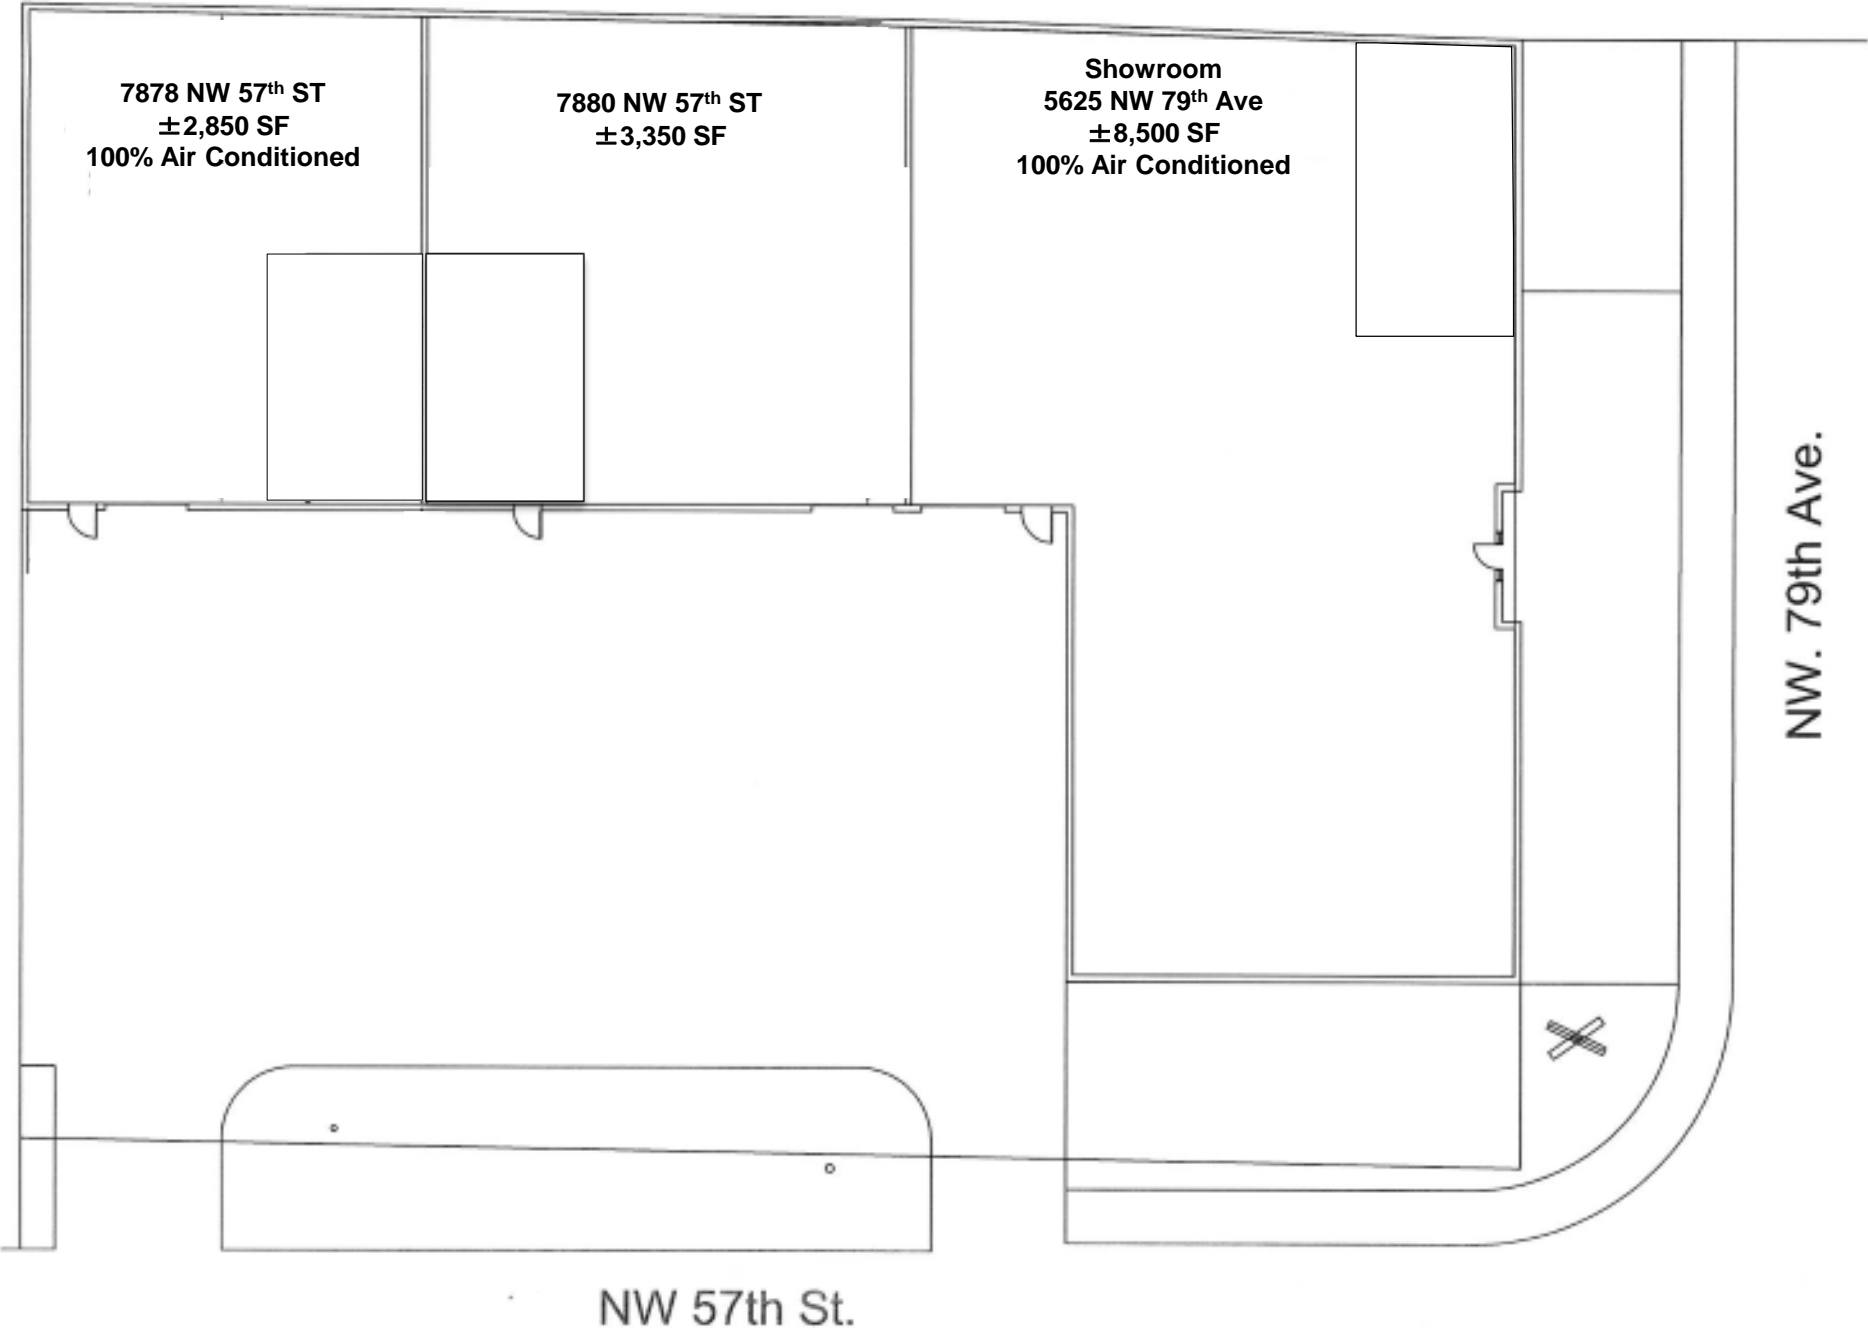 7878 NW 57th ST
±2,850 SF
100% Air Conditioned
7880 NW 57th ST
±3,350 SF
Showroom
5625 NW 79th Ave
±8,500 SF
100% Air Conditioned
NW. 79th Ave.
NW 57th St.